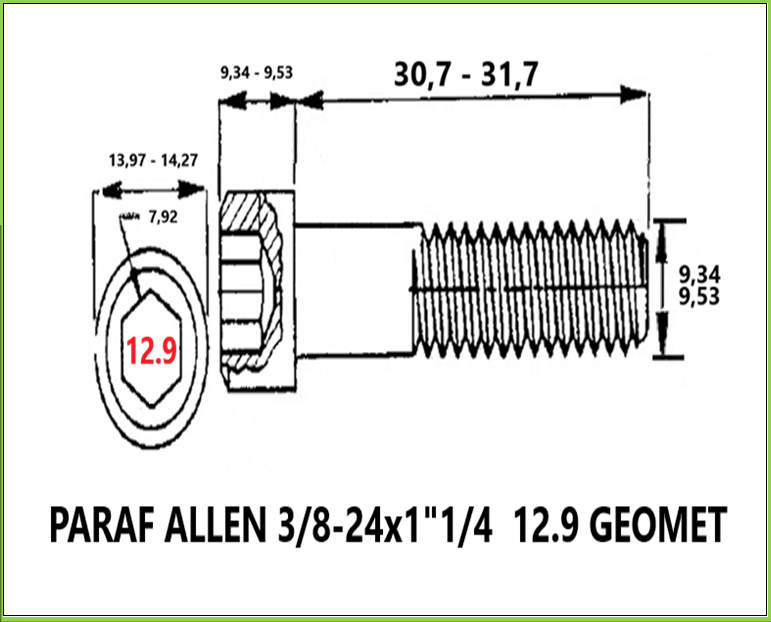 9,34 - 9,53
30,7 - 31,7
13,97 - 14,27
7,92
9,34
9,53
12.9
PARAF ALLEN 3/8-24x1"1/4 12.9 GEOMET